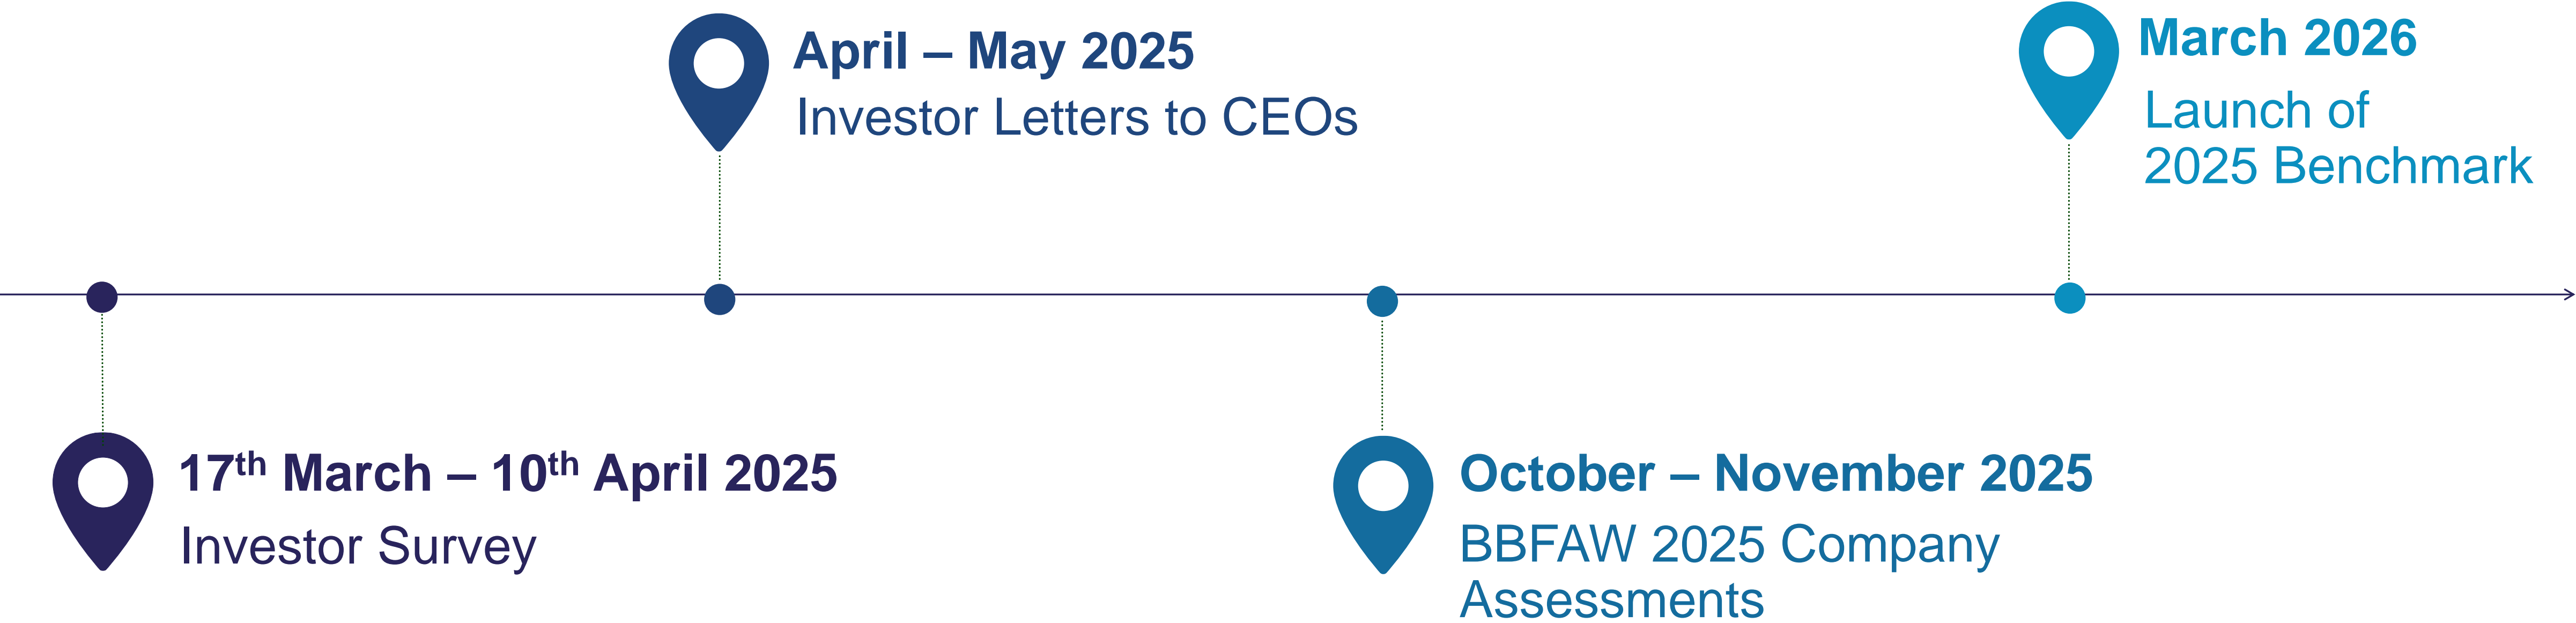 April – May 2025
Investor Letters to CEOs
March 2026
Launch of
2025 Benchmark
17th March – 10th April 2025
Investor Survey
October – November 2025
BBFAW 2025 Company
Assessments